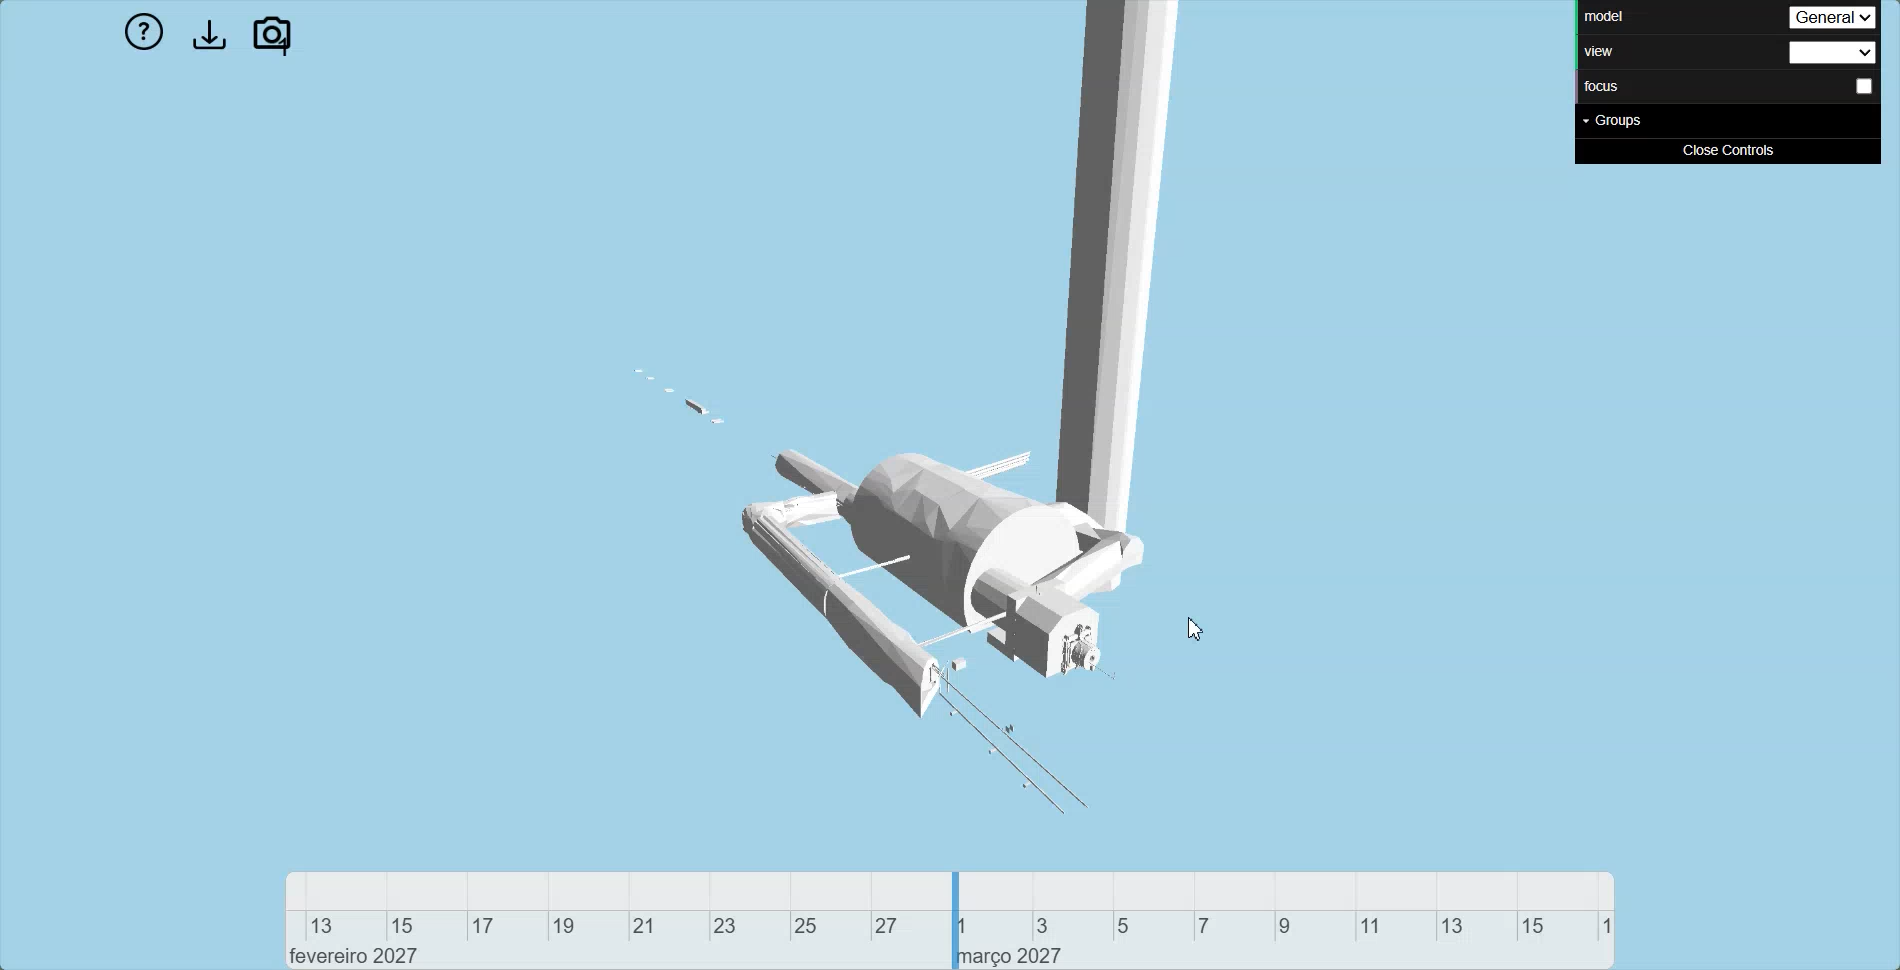 ?
model General
view
focus
Groups
Close Controls
13 15 17 19 21 23 25 27 1 3 5 7 9 11 13 15 1
fevereiro 2027 março 2027